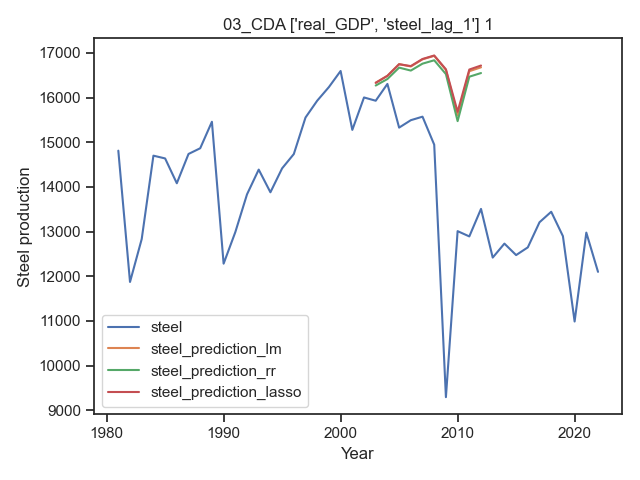 03_CDA ['real_GDP', 'steel_lag_1'] 1
17000
16000
15000
14000
13000
12000
11000
10000
9000
Steel production
steel
steel_prediction_lm
steel_prediction_rr
steel_prediction_lasso
1980 1990 2000 2010 2020
Year